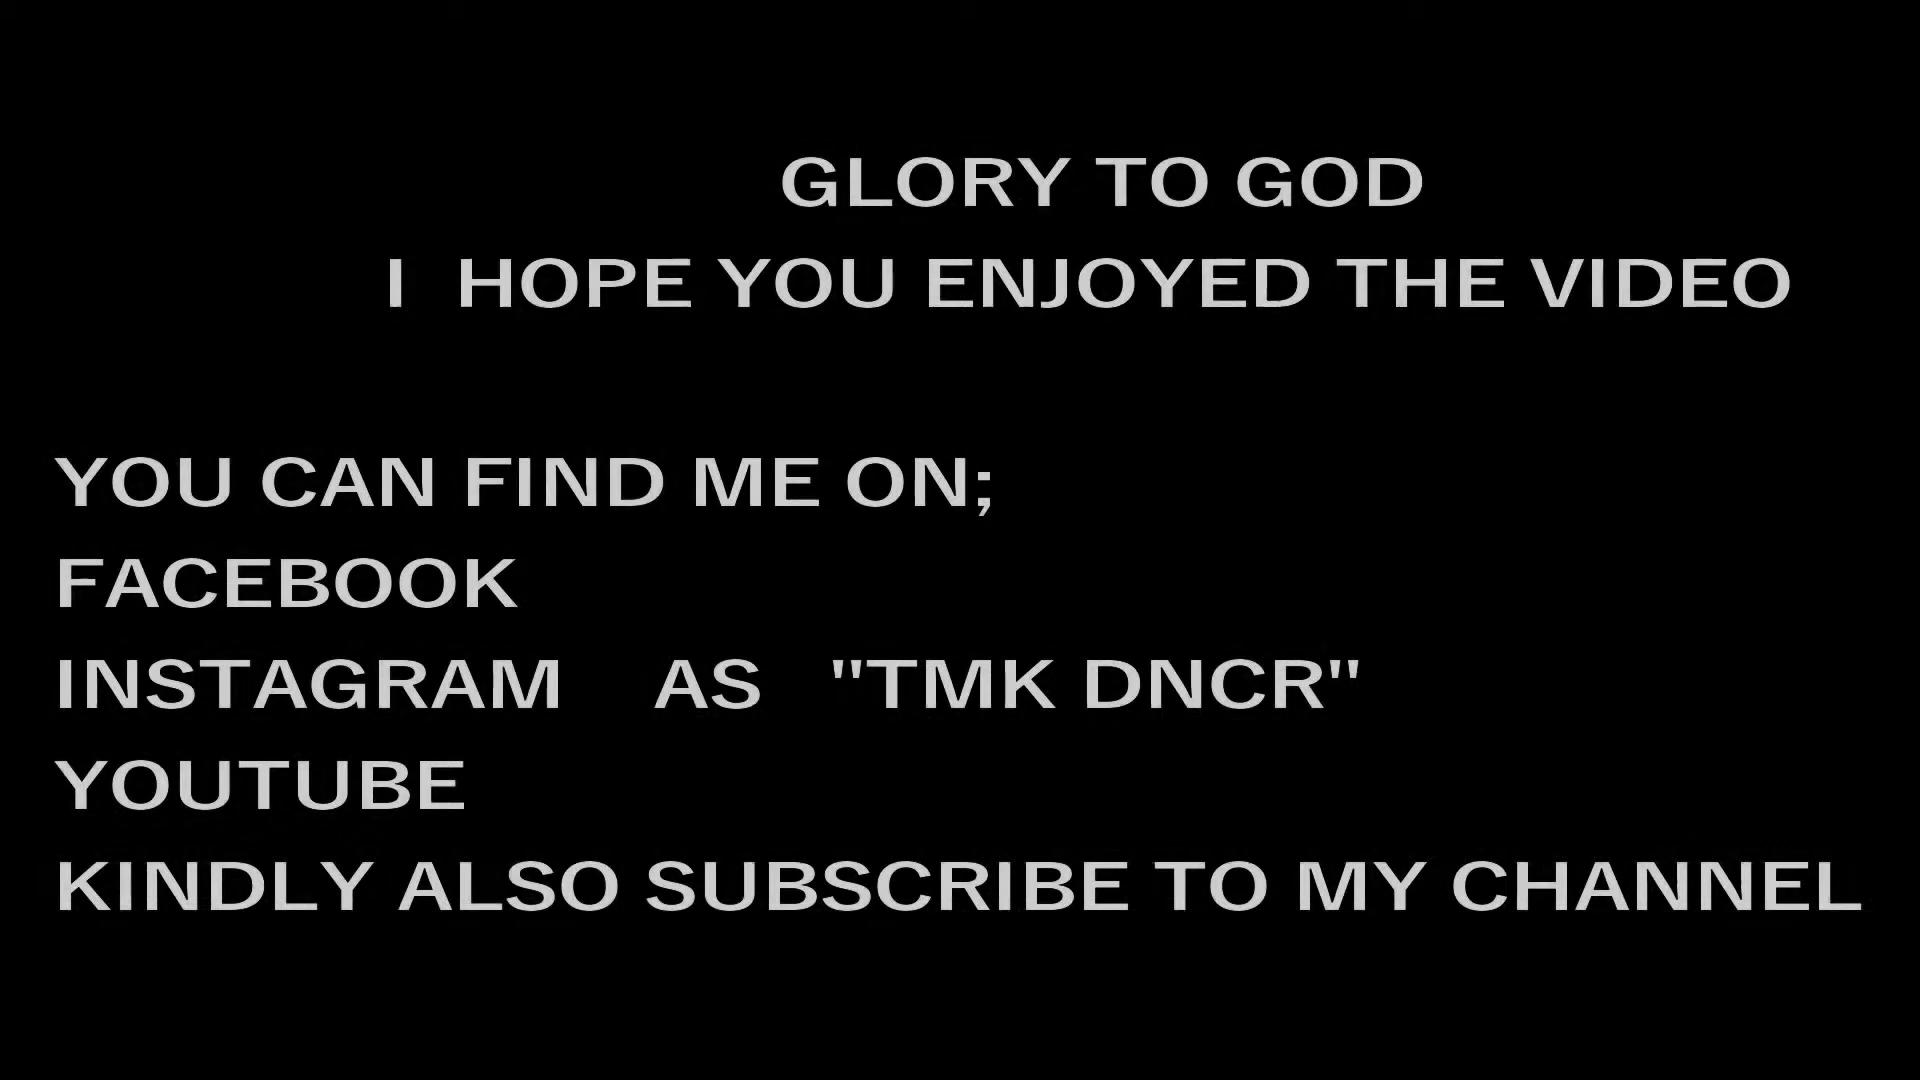 GLORY TO GOD
I HOPE YOU ENJOYED THE VIDEO
YOU CAN FIND ME ON;
FACEBOOK
INSTAGRAM AS "TMK DNCR"
YOUTUBE
KINDLY ALSO SUBSCRIBE TO MY CHANNEL